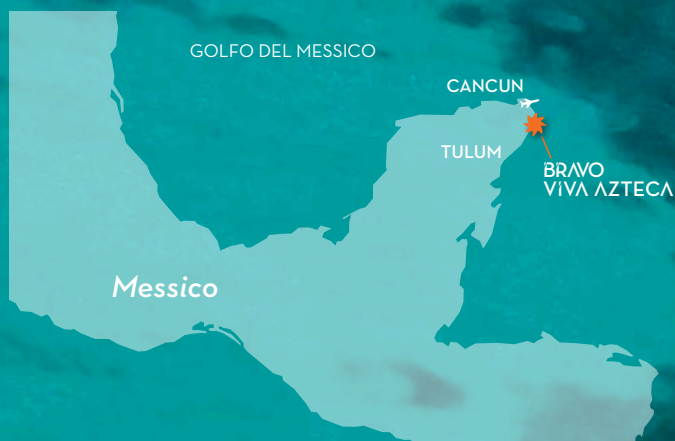 GOLFO DEL MESSICO
CANCUN
TULUM
BRAVO
VIVA AZTECA
Messico